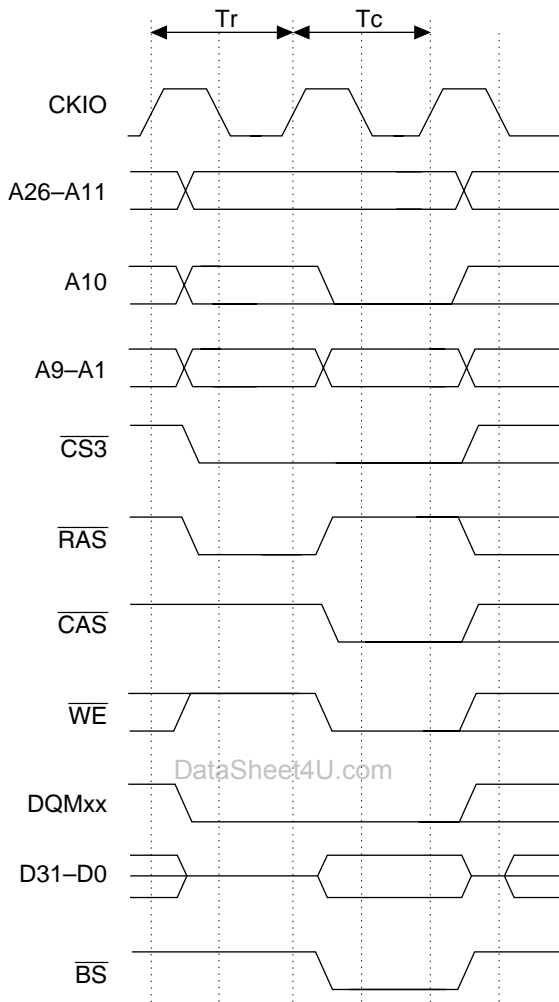 Tr Tc
CKIO
A26–A11
A10
A9–A1
CS3
RAS
CAS
WE
DataSheet4U.com
DQMxx
D31–D0
BS